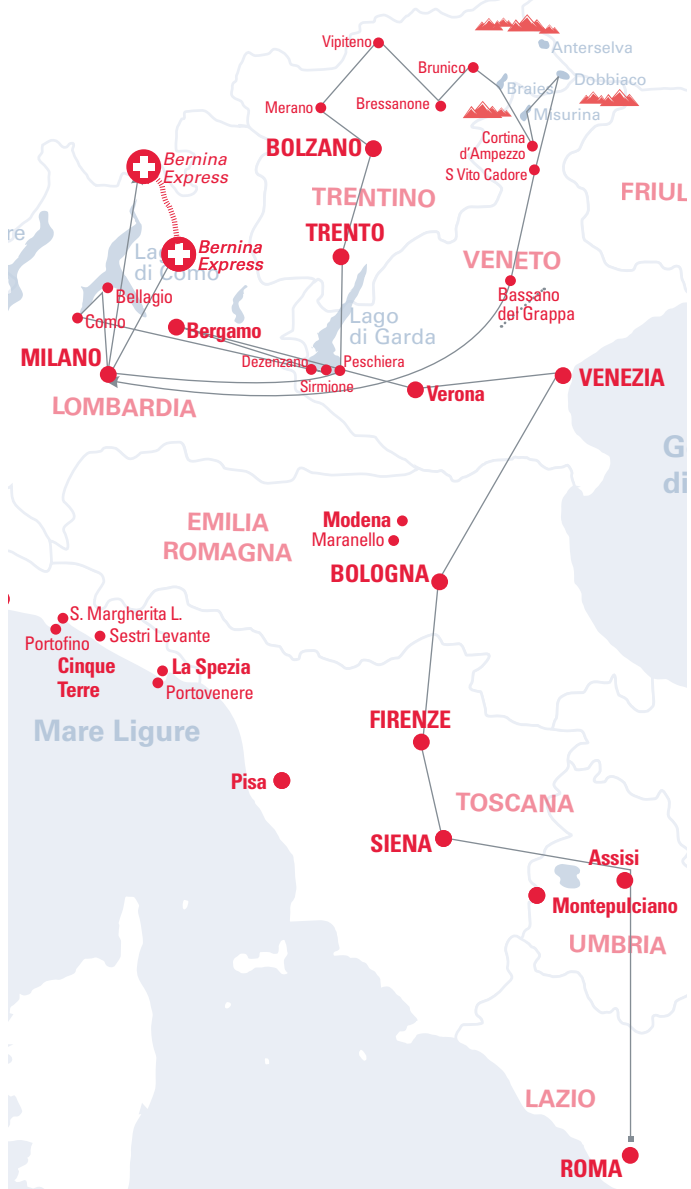 Vipiteno
Anterselva
Brunico
Dobbiaco
Braies
Merano
Bressanone
Misurina
BOLZANO
Cortina
d'Ampezzo
Bernina
Express
S Vito Cadore
TRENTINO
FRIUL
re
TRENTO
Bernina
Express
Lago
di Como
VENETO
Bellagio
Bassano
del Grappa
Como
Bergamo
Lago
di Garda
MILANO
Dezenzano
Peschiera
Sirmione
VENEZIA
Verona
LOMBARDIA
G
di
EMILIA
ROMAGNA
Modena
Maranello
BOLOGNA
S. Margherita L.
Portofino
Sestri Levante
Cinque
Terre
La Spezia
Portovenere
Mare Ligure
FIRENZE
Pisa
TOSCANA
SIENA
Assisi
Montepulciano
UMBRIA
LAZIO
ROMA